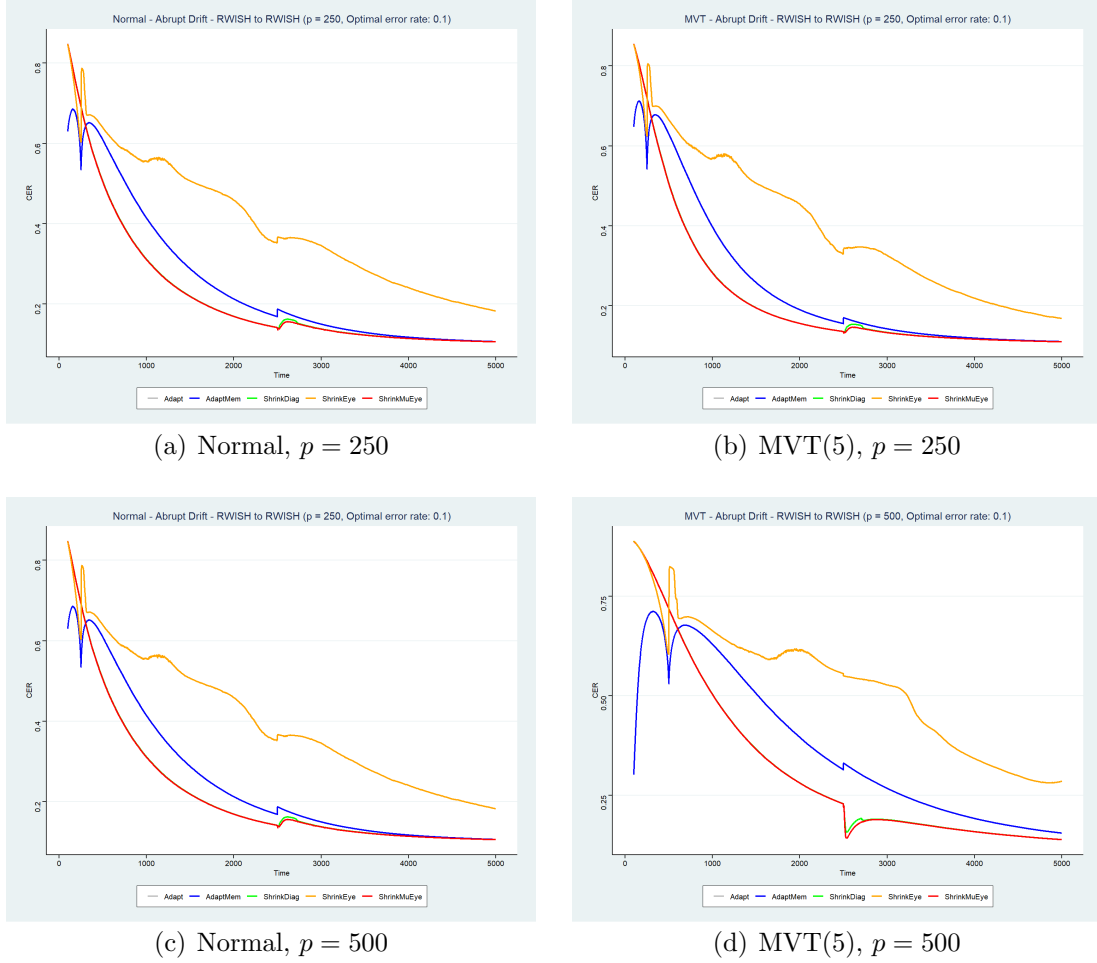 Normal - Abrupt Drift - RWISH to RWISH (p = 250, Optimal error rate: 0.1)
CER
0.8
0.6
0.4
0.2
0 1000 2000 3000 4000 5000
Time
Adapt AdaptMem ShrinkDiag ShrinkEye ShrinkMuEye
(a) Normal, p = 250
MVT - Abrupt Drift - RWISH to RWISH (p = 250, Optimal error rate: 0.1)
CER
0.8
0.6
0.4
0.2
0 1000 2000 3000 4000 5000
Time
Adapt AdaptMem ShrinkDiag ShrinkEye ShrinkMuEye
(b) MVT(5), p = 250
Normal - Abrupt Drift - RWISH to RWISH (p = 250, Optimal error rate: 0.1)
CER
0.8
0.6
0.4
0.2
0 1000 2000 3000 4000 5000
Time
Adapt AdaptMem ShrinkDiag ShrinkEye ShrinkMuEye
(c) Normal, p = 500
MVT - Abrupt Drift - RWISH to RWISH (p = 500, Optimal error rate: 0.1)
CER
0.75
0.50
0.25
0 1000 2000 3000 4000 5000
Time
Adapt AdaptMem ShrinkDiag ShrinkEye ShrinkMuEye
(d) MVT(5), p = 500